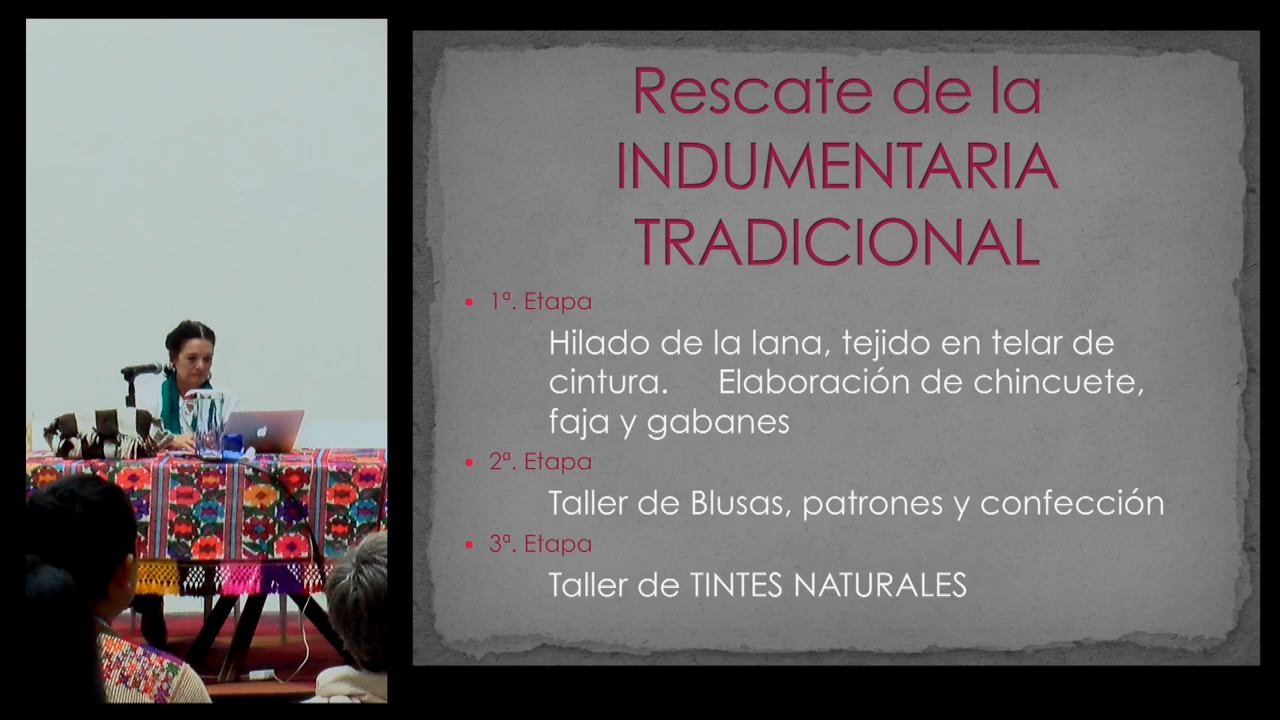 Rescate de la
INDUMENTARIA
TRADICIONAL
1ª. Etapa
Hilado de la lana, tejido en telar de
cintura. Elaboración de chincuete,
faja y gabanes
2ª. Etapa
Taller de Blusas, patrones y confección
3ª. Etapa
Taller de TINTES NATURALES